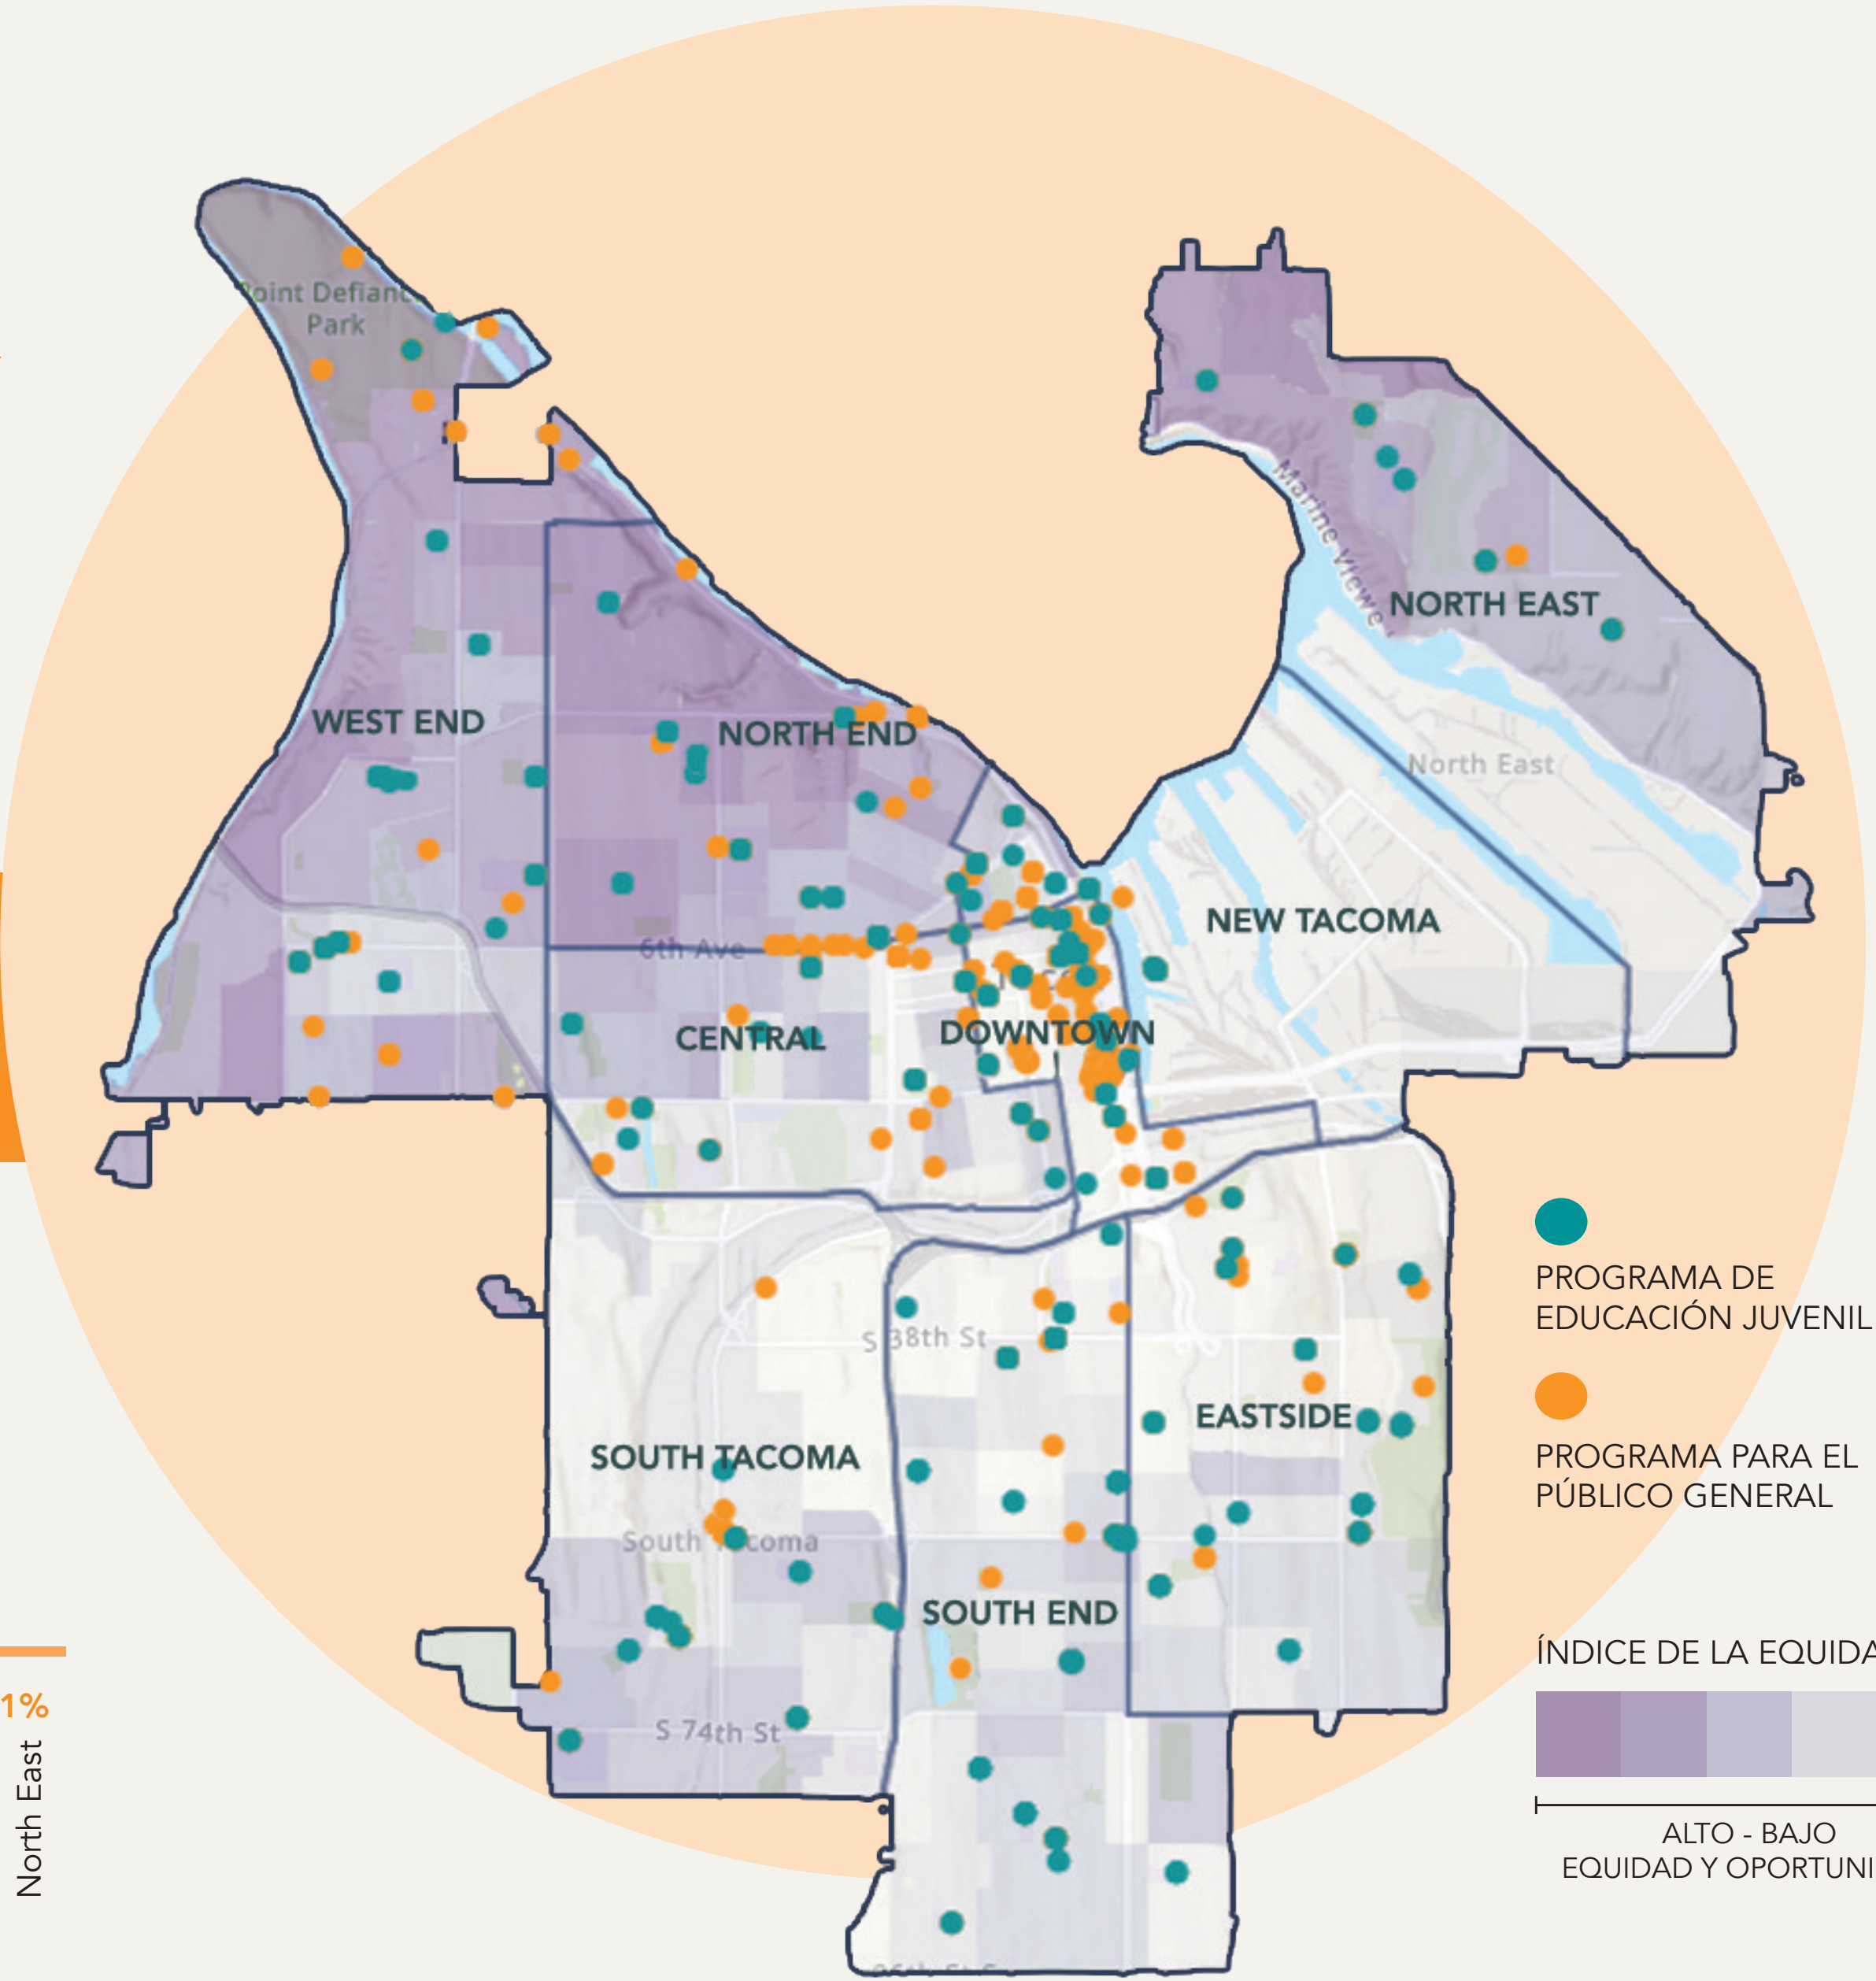 Point Defiance
Park
Marine View
NORTH EAST
WEST END
NORTH END
North East
NEW TACOMA
6th Ave
CENTRAL
DOWNTOWN
PROGRAMA DE
EDUCACIÓN JUVENIL
S 38th St
PROGRAMA PARA EL
PÚBLICO GENERAL
EASTSIDE
SOUTH TACOMA
South Tacoma
SOUTH END
ÍNDICE DE LA EQUIDA
1%
North East
S 74th St
ALTO - BAJO
EQUIDAD Y OPORTUNI